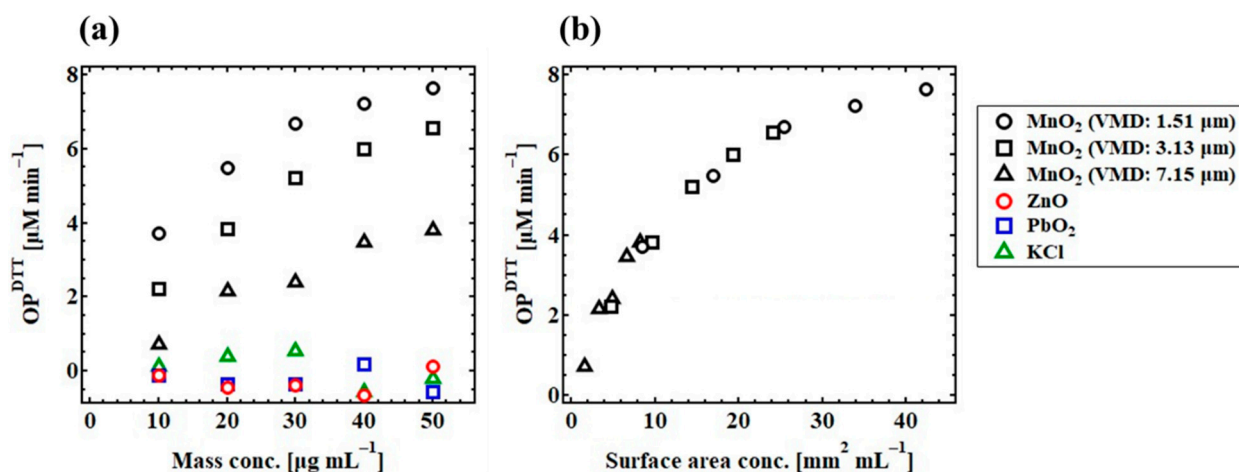 (a)
(b)
OP^DTT [µM min⁻¹]
8
6
4
2
0
0 10 20 30 40 50
Mass conc. [µg mL⁻¹]
OP^DTT [µM min⁻¹]
8
6
4
2
0
0 10 20 30 40
Surface area conc. [mm² mL⁻¹]
MnO₂ (VMD: 1.51 µm)
MnO₂ (VMD: 3.13 µm)
MnO₂ (VMD: 7.15 µm)
ZnO
PbO₂
KCl